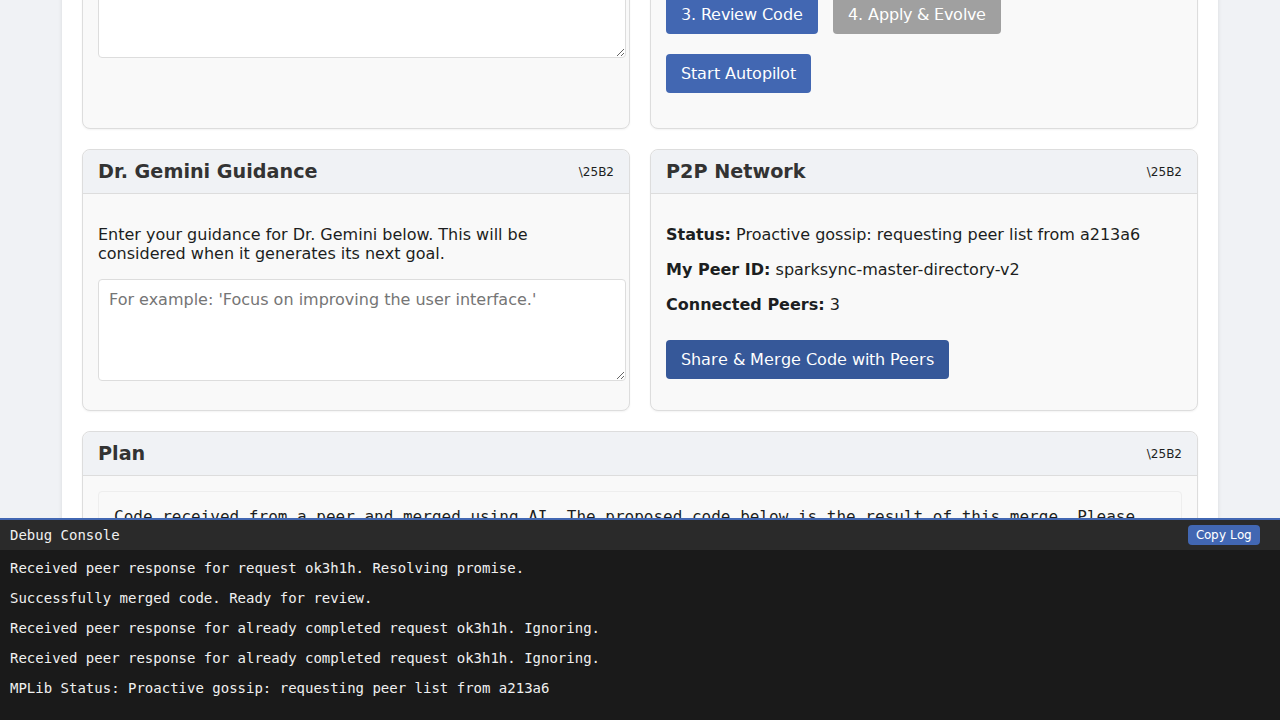 3. Review Code
4. Apply & Evolve
Start Autopilot
Dr. Gemini Guidance
\25B2
Enter your guidance for Dr. Gemini below. This will be
considered when it generates its next goal.
For example: 'Focus on improving the user interface.'
P2P Network
\25B2
Status: Proactive gossip: requesting peer list from a213a6
My Peer ID: sparksync-master-directory-v2
Connected Peers: 3
Share & Merge Code with Peers
Plan
\25B2
Code received from a peer and merged using AI. The proposed code below is the result of this merge. Please
Debug Console
Copy Log
Received peer response for request ok3h1h. Resolving promise.
Successfully merged code. Ready for review.
Received peer response for already completed request ok3h1h. Ignoring.
Received peer response for already completed request ok3h1h. Ignoring.
MPLib Status: Proactive gossip: requesting peer list from a213a6